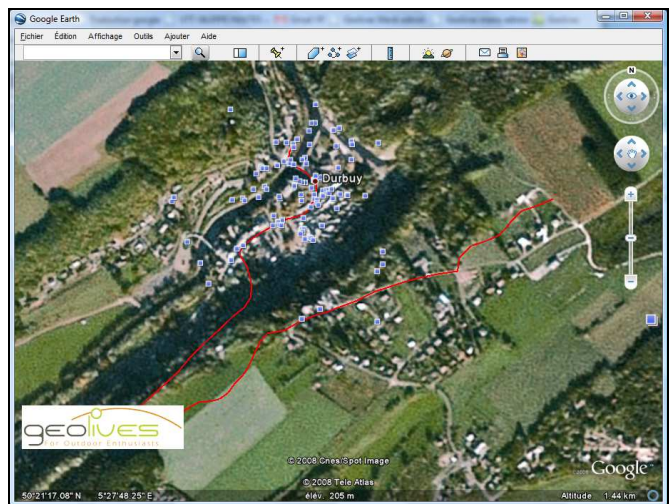 Google Earth
Fichier Édition Affichage Outils Ajouter Aide
N
Durbuy
geolives
For Outdoor Enthusiasts
© 2008 Cnes/Spot Image
© 2008 Tele Atlas
Google™
50°21'17.08" N 5°27'48.25" E élév. 205 m Altitude 1.44 km